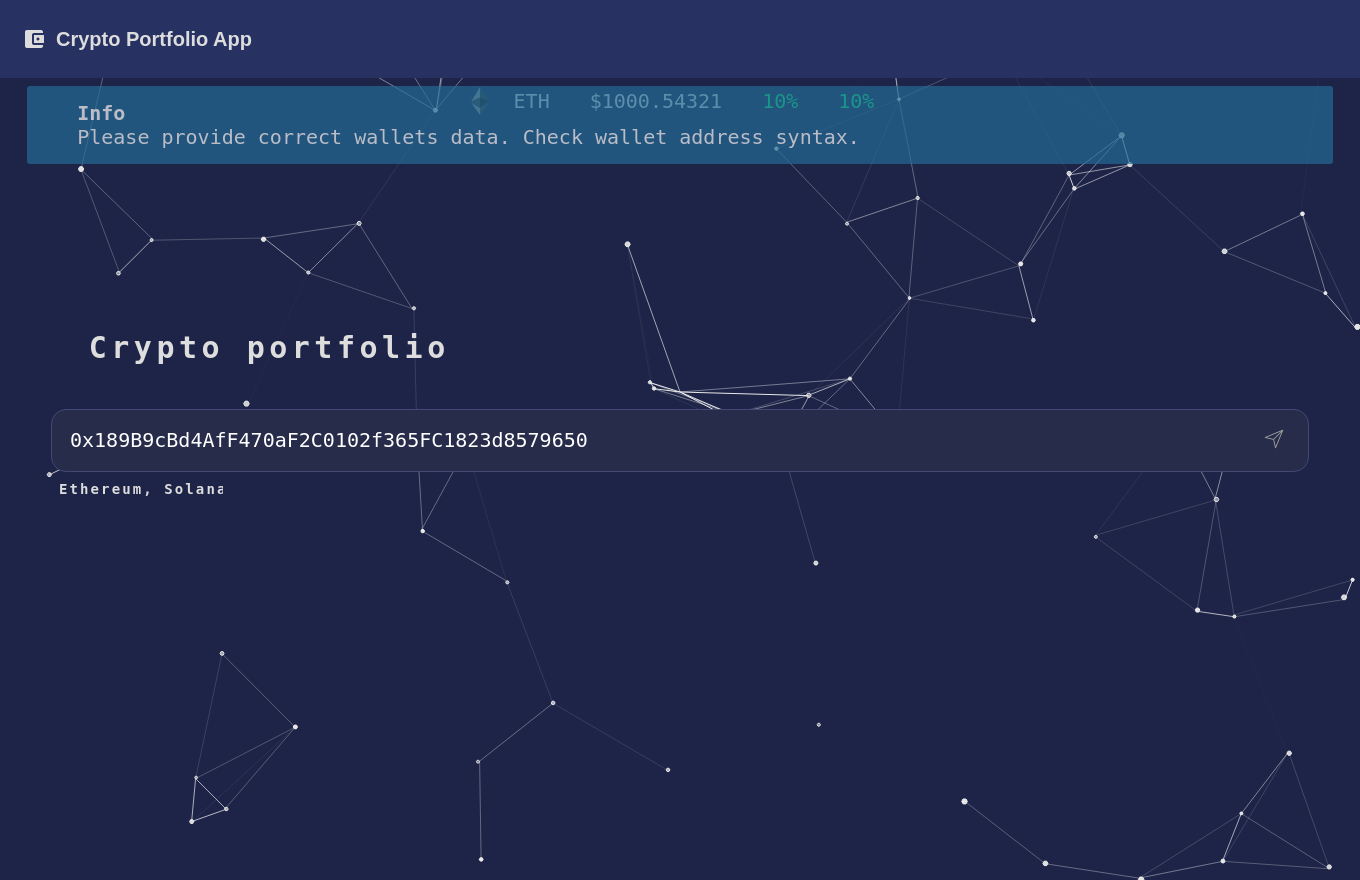 Crypto Portfolio App
ETH $1000.54321 10% 10%
Info
Please provide correct wallets data. Check wallet address syntax.
Crypto portfolio
0x189B9cBd4AfF470aF2C0102f365FC1823d8579650
Ethereum, Solana